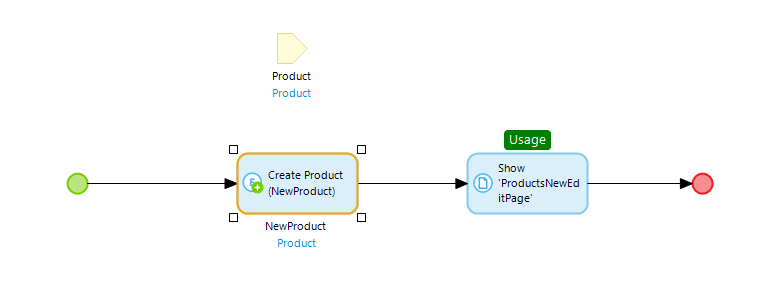 Product
Product
Usage
Create Product
(NewProduct)
Show
'ProductsNewEd
itPage'
NewProduct
Product